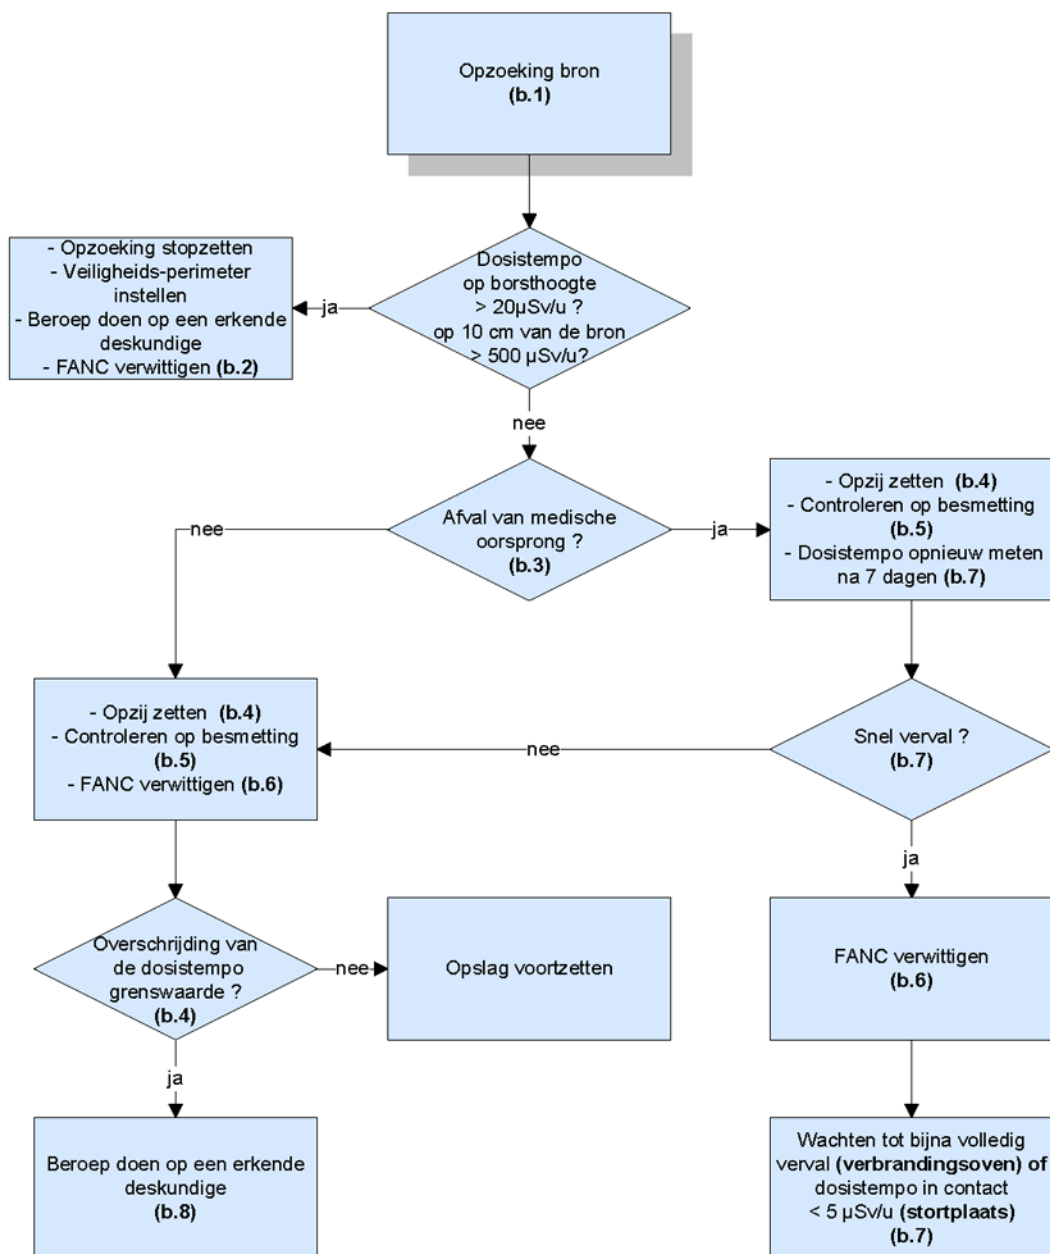 Opzoeking bron
(b.1)
Dosistempo
op borsthoogte
> 20µSv/u ?
op 10 cm van de bron
> 500 µSv/u?
ja
- Opzoeking stopzetten
- Veiligheids-perimeter
instellen
- Beroep doen op een erkende
deskundige
- FANC verwittigen (b.2)
nee
Afval van medische
oorsprong ?
(b.3)
nee
ja
- Opzij zetten (b.4)
- Controleren op besmetting
(b.5)
- Dosistempo opnieuw meten
na 7 dagen (b.7)
- Opzij zetten (b.4)
- Controleren op besmetting
(b.5)
- FANC verwittigen (b.6)
nee
Snel verval ?
(b.7)
ja
Overschrijding van
de dosistempo
grenswaarde ?
(b.4)
nee
Opslag voortzetten
FANC verwittigen
(b.6)
ja
Beroep doen op een erkende
deskundige
(b.8)
Wachten tot bijna volledig
verval (verbrandingsoven) of
dosistempo in contact
< 5 µSv/u (stortplaats)
(b.7)